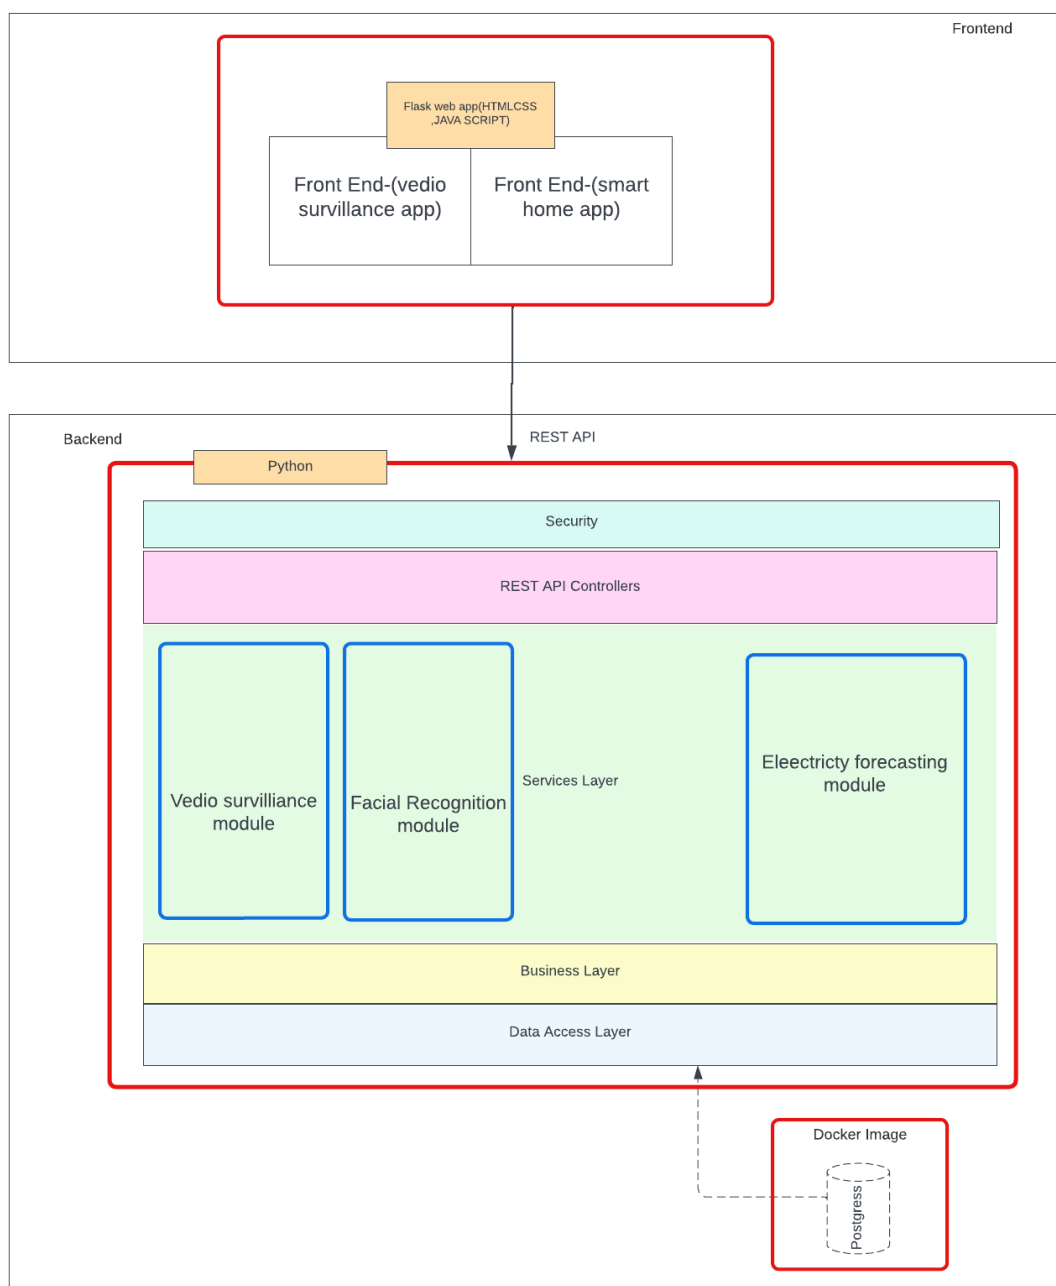 Frontend
Flask web app(HTMLCSS
,JAVA SCRIPT)
Front End-(vedio
survillance app)
Front End-(smart
home app)
REST API
Backend
Python
Security
REST API Controllers
Vedio survilliance
module
Facial Recognition
module
Services Layer
Eleectricty forecasting
module
Business Layer
Data Access Layer
Docker Image
Postgress